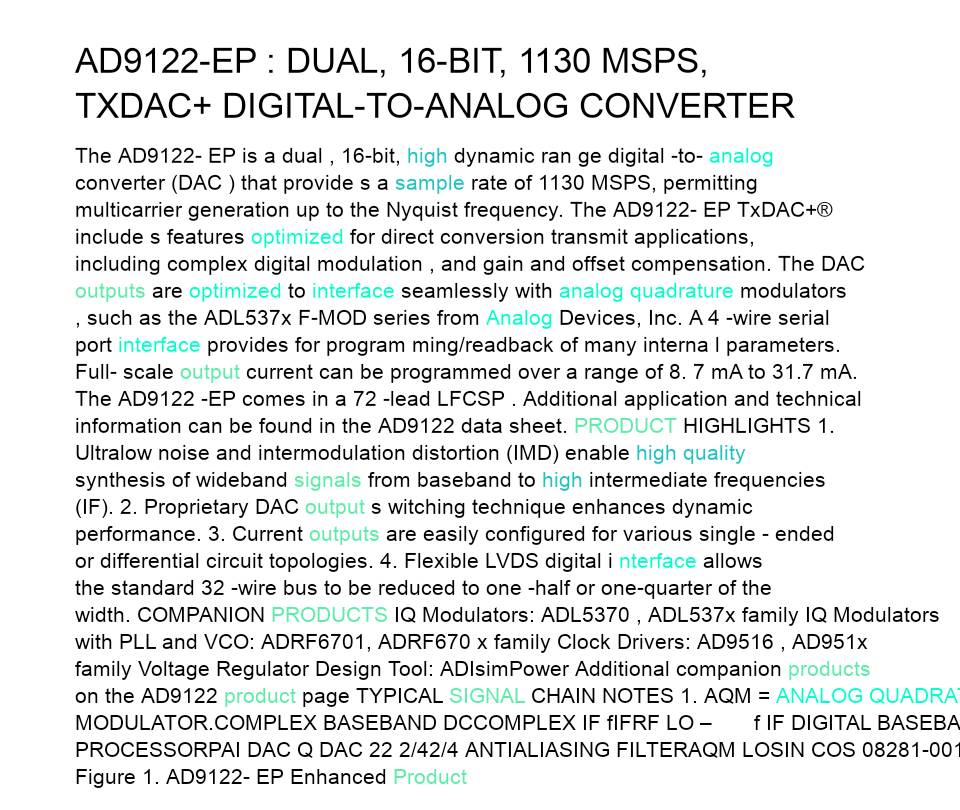 AD9122-EP : DUAL, 16-BIT, 1130 MSPS,
TXDAC+ DIGITAL-TO-ANALOG CONVERTER
The AD9122- EP is a dual , 16-bit, high dynamic ran ge digital -to- analog
converter (DAC ) that provide s a sample rate of 1130 MSPS, permitting
multicarrier generation up to the Nyquist frequency. The AD9122- EP TxDAC+®
include s features optimized for direct conversion transmit applications,
including complex digital modulation , and gain and offset compensation. The DAC
outputs are optimized to interface seamlessly with analog quadrature modulators
, such as the ADL537x F-MOD series from Analog Devices, Inc. A 4 -wire serial
port interface provides for program ming/readback of many interna l parameters.
Full- scale output current can be programmed over a range of 8. 7 mA to 31.7 mA.
The AD9122 -EP comes in a 72 -lead LFCSP . Additional application and technical
information can be found in the AD9122 data sheet. PRODUCT HIGHLIGHTS 1.
Ultralow noise and intermodulation distortion (IMD) enable high quality
synthesis of wideband signals from baseband to high intermediate frequencies
(IF). 2. Proprietary DAC output s witching technique enhances dynamic
performance. 3. Current outputs are easily configured for various single - ended
or differential circuit topologies. 4. Flexible LVDS digital i nterface allows
the standard 32 -wire bus to be reduced to one -half or one-quarter of the
width. COMPANION PRODUCTS IQ Modulators: ADL5370 , ADL537x family IQ Modulators
with PLL and VCO: ADRF6701, ADRF670 x family Clock Drivers: AD9516 , AD951x
family Voltage Regulator Design Tool: ADIsimPower Additional companion products
on the AD9122 product page TYPICAL SIGNAL CHAIN NOTES 1. AQM = ANALOG QUADRAT
MODULATOR.COMPLEX BASEBAND DCCOMPLEX IF fIFRF LO – f IF DIGITAL BASEBA
PROCESSORPAI DAC Q DAC 22 2/42/4 ANTIALIASING FILTERAQM LOSIN COS 08281-001
Figure 1. AD9122- EP Enhanced Product